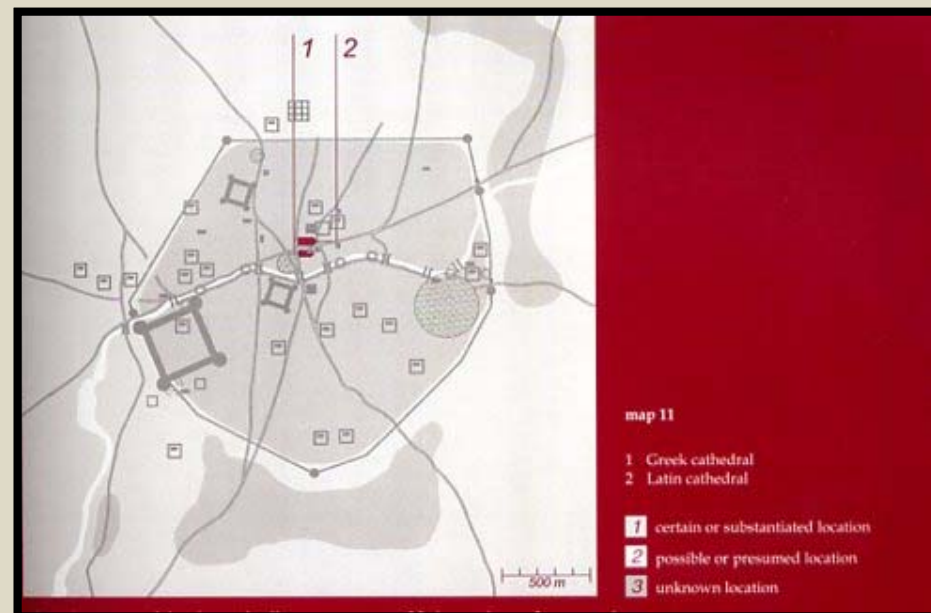 1 2
map 11
1 Greek cathedral
2 Latin cathedral
1 certain or substantiated location
2 possible or presumed location
3 unknown location
500 m